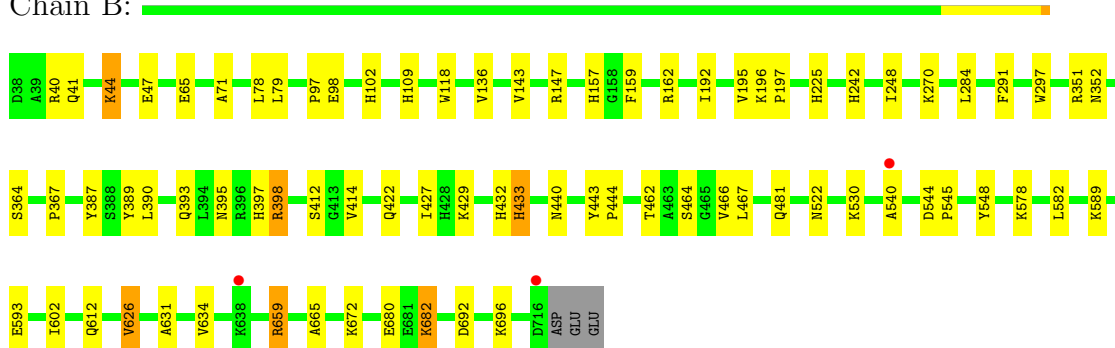 Chain B:
D38 A39 R40 Q41 K44 E47 E65 A71 L78 L79 P97 E98 H102 H109 W118 V136 V143 R147 H157 G158 F159 R162 I192 V195 K196 P197 H225 H242 I248 K270 L284 F291 W297 R351 N352
S364 P367 Y387 S388 Y389 L390 Q393 L394 N395 R396 H397 R398 S412 G413 V414 Q422 I427 H428 K429 H432 H433 N440 Y443 P444 T462 A463 S464 G465 V466 L467 Q481 N522 K530 A540 D544 P545 Y548 K578 L582 K589
E593 I602 Q612 V626 A631 V634 K638 R659 A665 K672 E680 E681 K682 D692 K696 D716 ASP GLU GLU